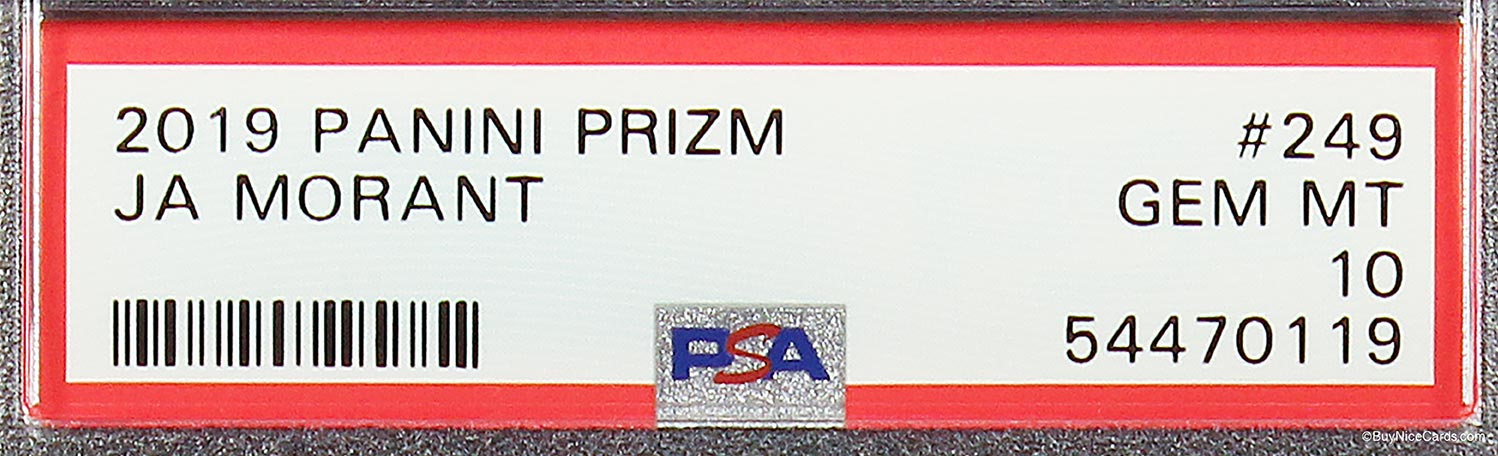 2019 PANINI PRIZM #249
JA MORANT GEM MT
10
54470119
PSA
©BuyNiceCards.com